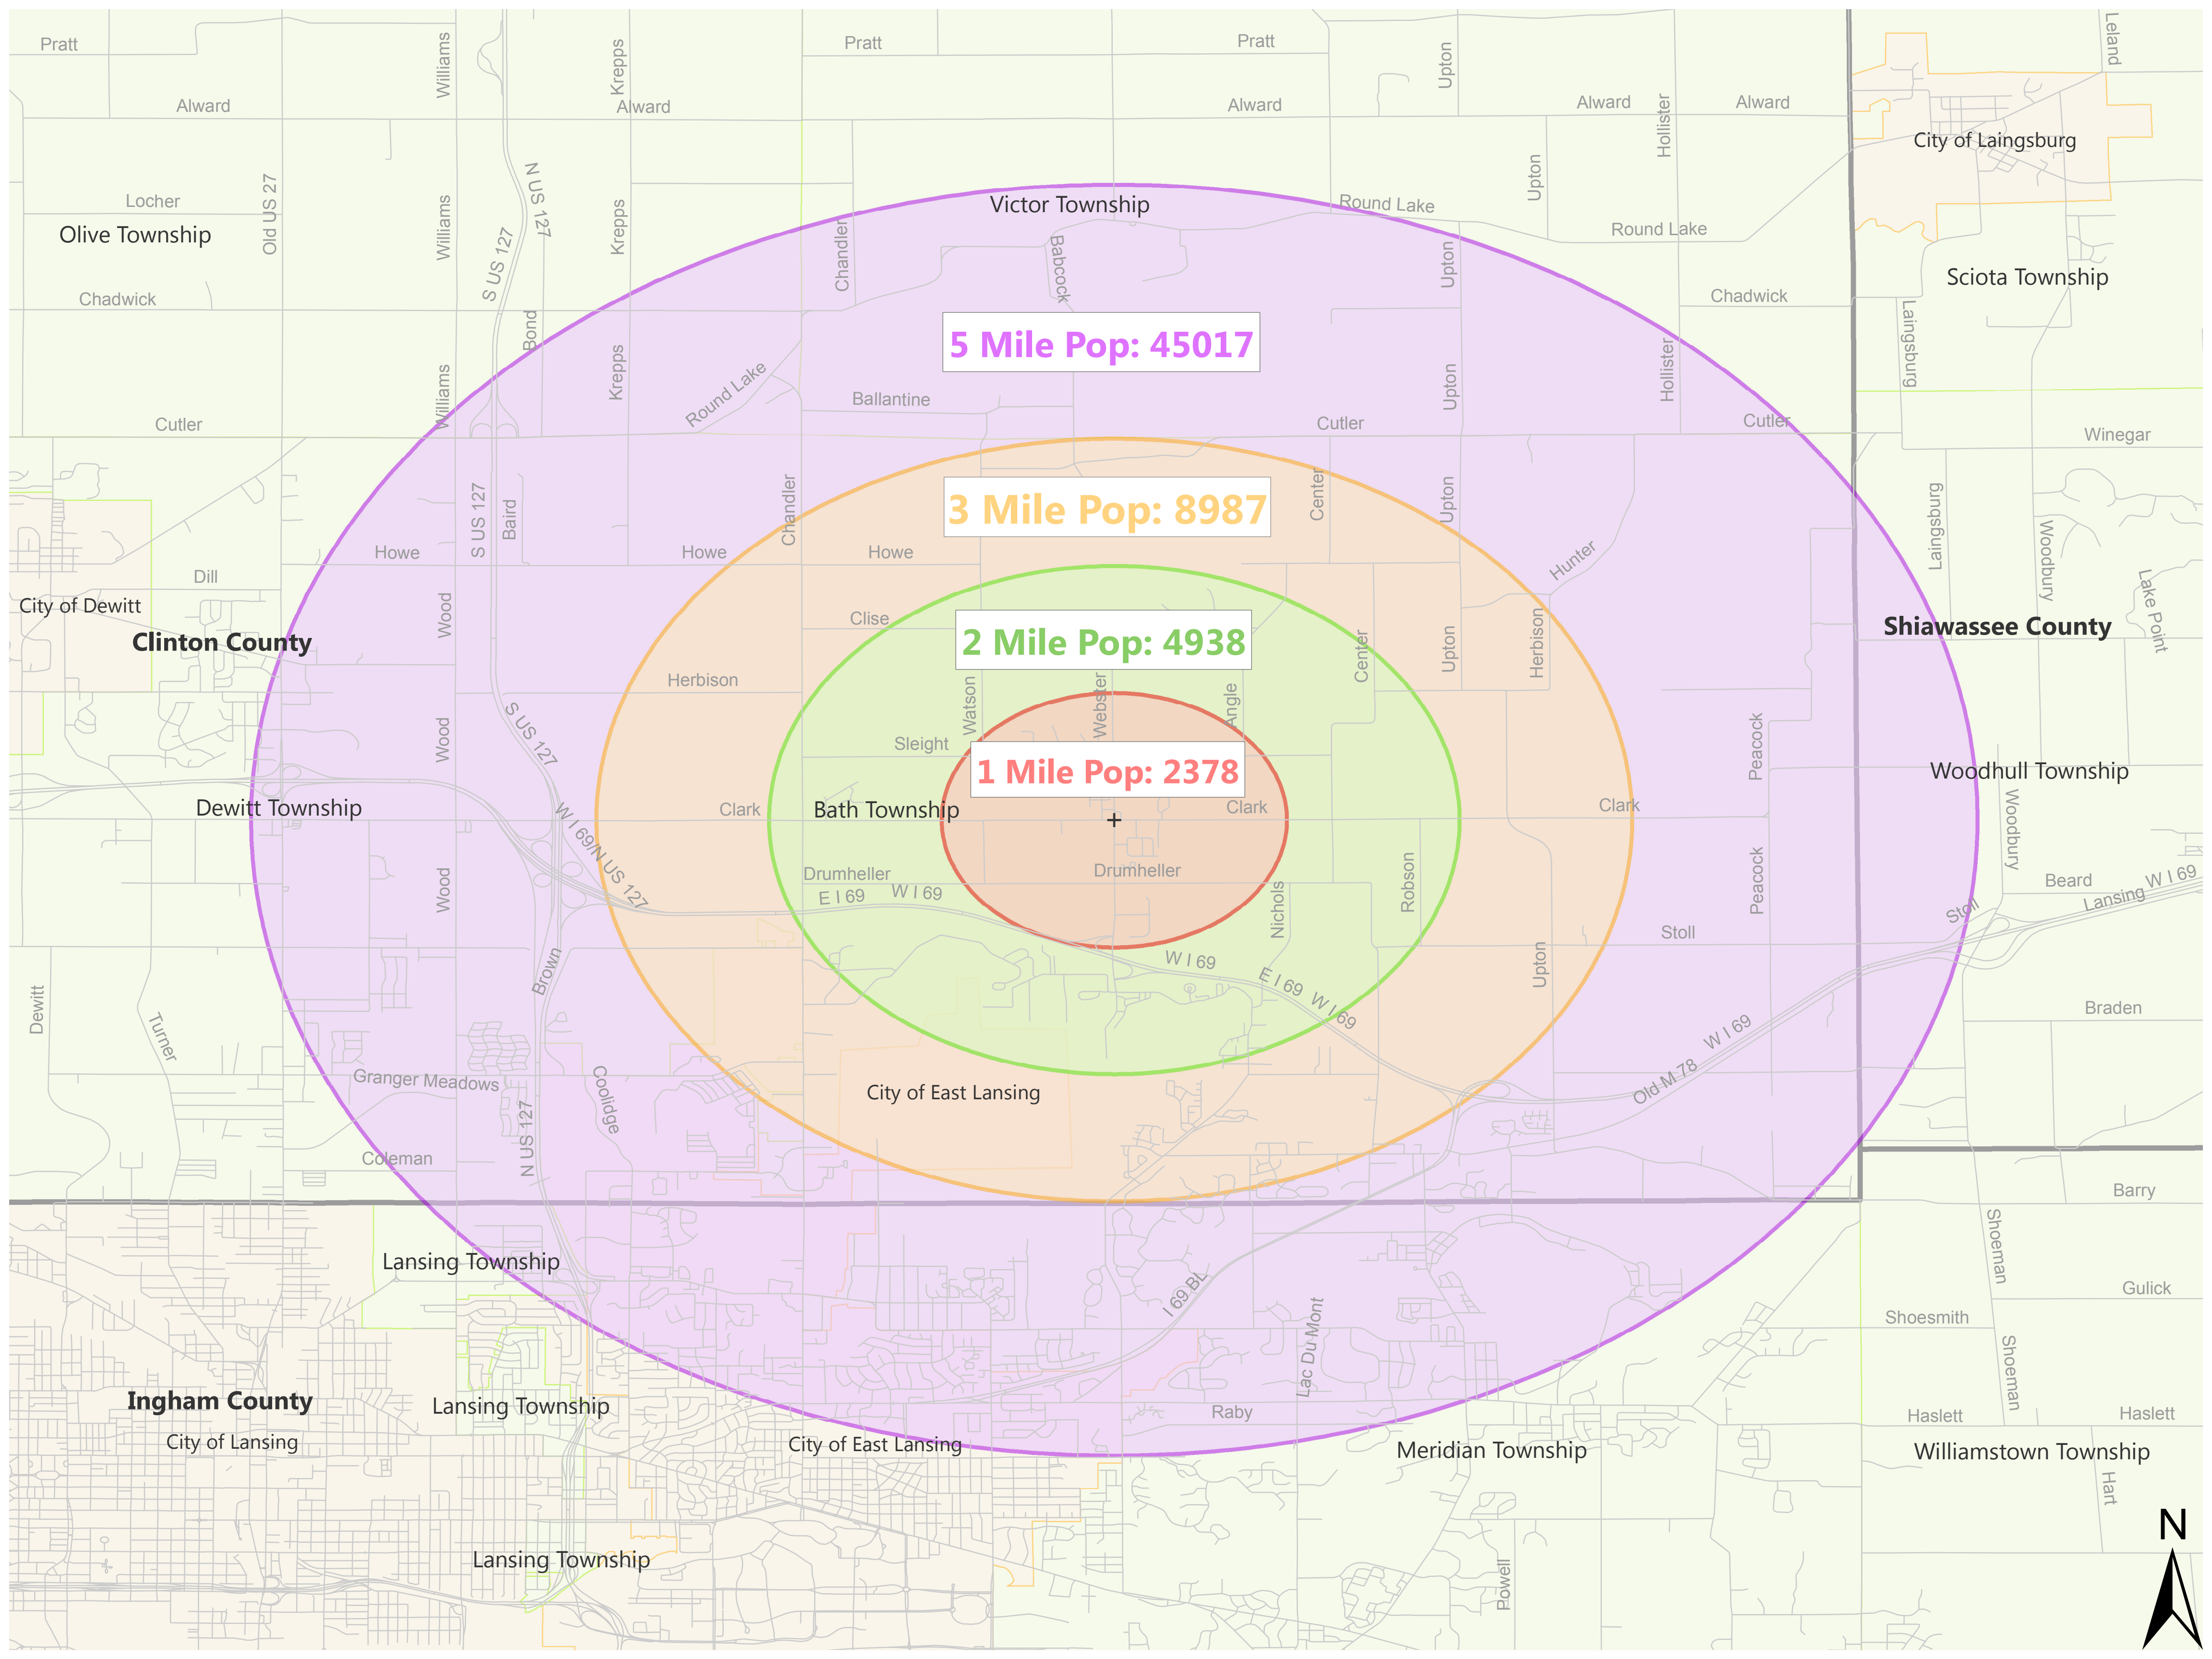 Pratt
Williams
Krepps
Pratt
Pratt
Upton
Leland
Alward
Alward
Alward
Alward
Alward
Hollister
City of Laingsburg
N US 127
Locher
Old US 27
Williams
Krepps
Victor Township
Round Lake
Upton
Olive Township
S US 127
Chandler
Babcock
Upton
Round Lake
Sciota Township
Chadwick
Bond
Chadwick
Laingsburg
5 Mile Pop: 45017
Williams
Krepps
Round Lake
Ballantine
Upton
Hollister
Cutler
Cutler
Cutler
Winegar
S US 127
Baird
Chandler
3 Mile Pop: 8987
Center
Upton
Laingsburg
Woodbury
Howe
Howe
Howe
Hunter
Dill
City of Dewitt
Wood
Clise
Lake Point
Clinton County
2 Mile Pop: 4938
Center
Upton
Herbison
Shiawassee County
Herbison
Watson
Webster
Angle
S US 127
Wood
Sleight
1 Mile Pop: 2378
Peacock
Woodhull Township
Dewitt Township
W I 69/N US 127
Clark
Bath Township
Clark
Clark
Woodbury
Wood
Drumheller
Drumheller
E I 69
W I 69
Nichols
Robson
Peacock
Beard
W I 69
Lansing
Stoll
Stoll
Brown
W I 69
E I 69
W I 69
Upton
Dewitt
Turner
Braden
W I 69
Granger Meadows
Coolidge
City of East Lansing
Old M 78
N US 127
Coleman
Barry
Lansing Township
Shoeman
I 69 BL
Gulick
Lac Du Mont
Shoesmith
Shoeman
Ingham County
Lansing Township
Raby
Haslett
Haslett
City of Lansing
City of East Lansing
Meridian Township
Williamstown Township
Hart
N
Lansing Township
Powell